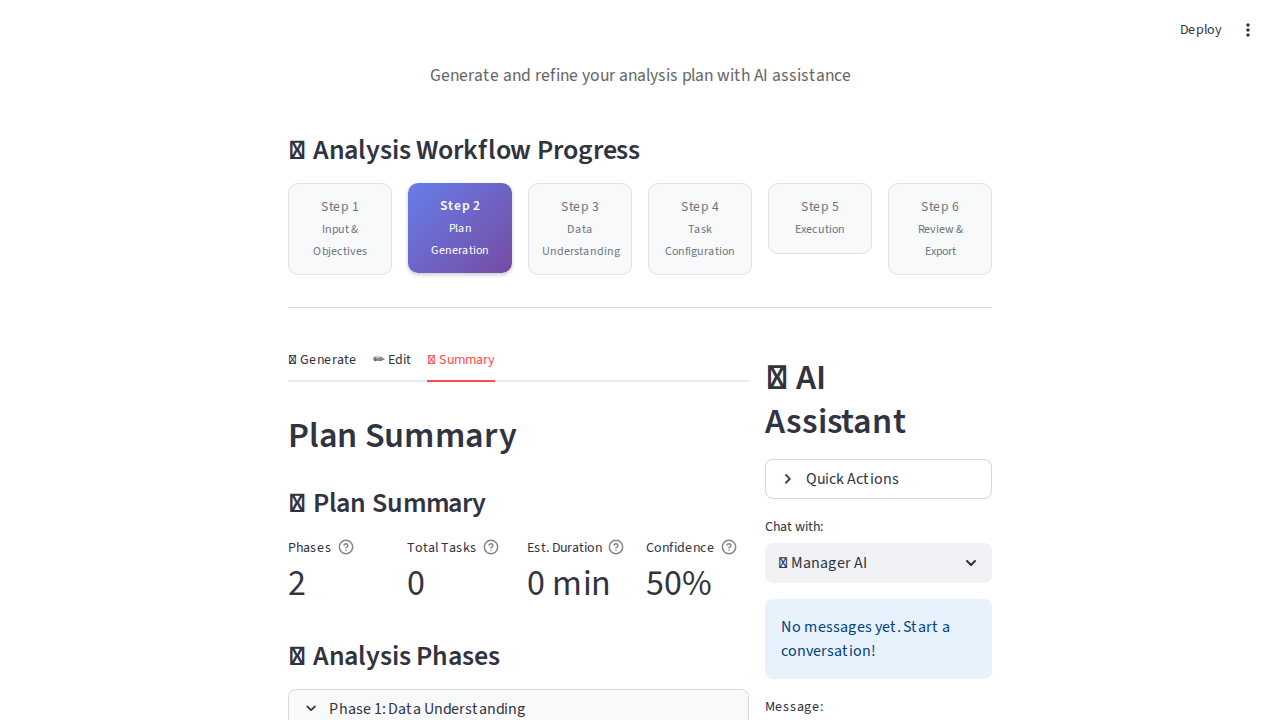 Deploy
Generate and refine your analysis plan with AI assistance
Analysis Workflow Progress
Step 1
Input &
Objectives
Step 2
Plan
Generation
Step 3
Data
Understanding
Step 4
Task
Configuration
Step 5
Execution
Step 6
Review &
Export
Generate
✏ Edit
Summary
Plan Summary
Plan Summary
Phases
Total Tasks
Est. Duration
Confidence
2
0
0 min
50%
Analysis Phases
Phase 1: Data Understanding
AI
Assistant
Quick Actions
Chat with:
Manager AI
No messages yet. Start a
conversation!
Message: